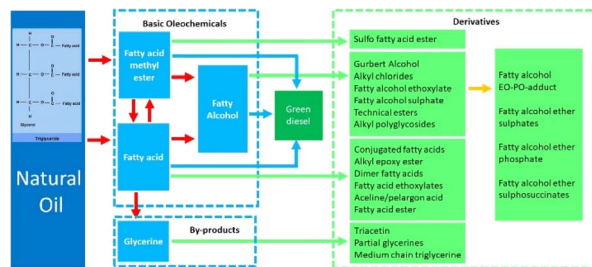 Basic Oleochemicals
Derivatives
Fatty acid
Fatty acid
Fatty acid
Glycerol
Triglyceride
Natural
Oil
Fatty acid
methyl
ester
Fatty acid
Fatty
Alcohol
Green
diesel
Glycerine
By-products
Sulfo fatty acid ester
Gurbert Alcohol
Alkyl chlorides
Fatty alcohol ethoxylate
Fatty alcohol sulphate
Technical esters
Alkyl polyglycosides
Conjugated fatty acids
Alkyl epoxy ester
Dimer fatty acids
Fatty acid ethoxylates
Aceline/pelargon acid
Fatty acid ester
Triacetin
Partial glycerines
Medium chain triglycerine
Fatty alcohol
EO-PO-adduct
Fatty alcohol ether
sulphates
Fatty alcohol ether
phosphate
Fatty alcohol ether
sulphosuccinates